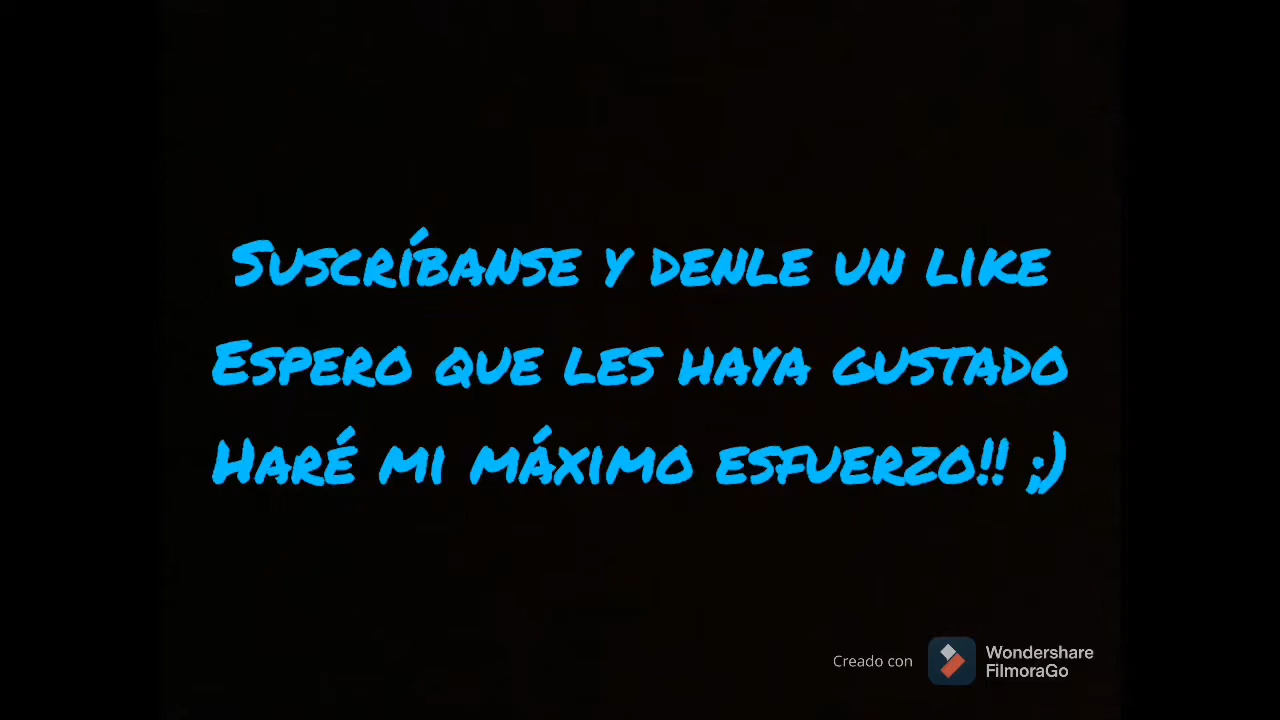 Suscríbanse y denle un like
Espero que les haya gustado
Haré mi máximo esfuerzo!! ;)
Creado con
Wondershare
FilmoraGo